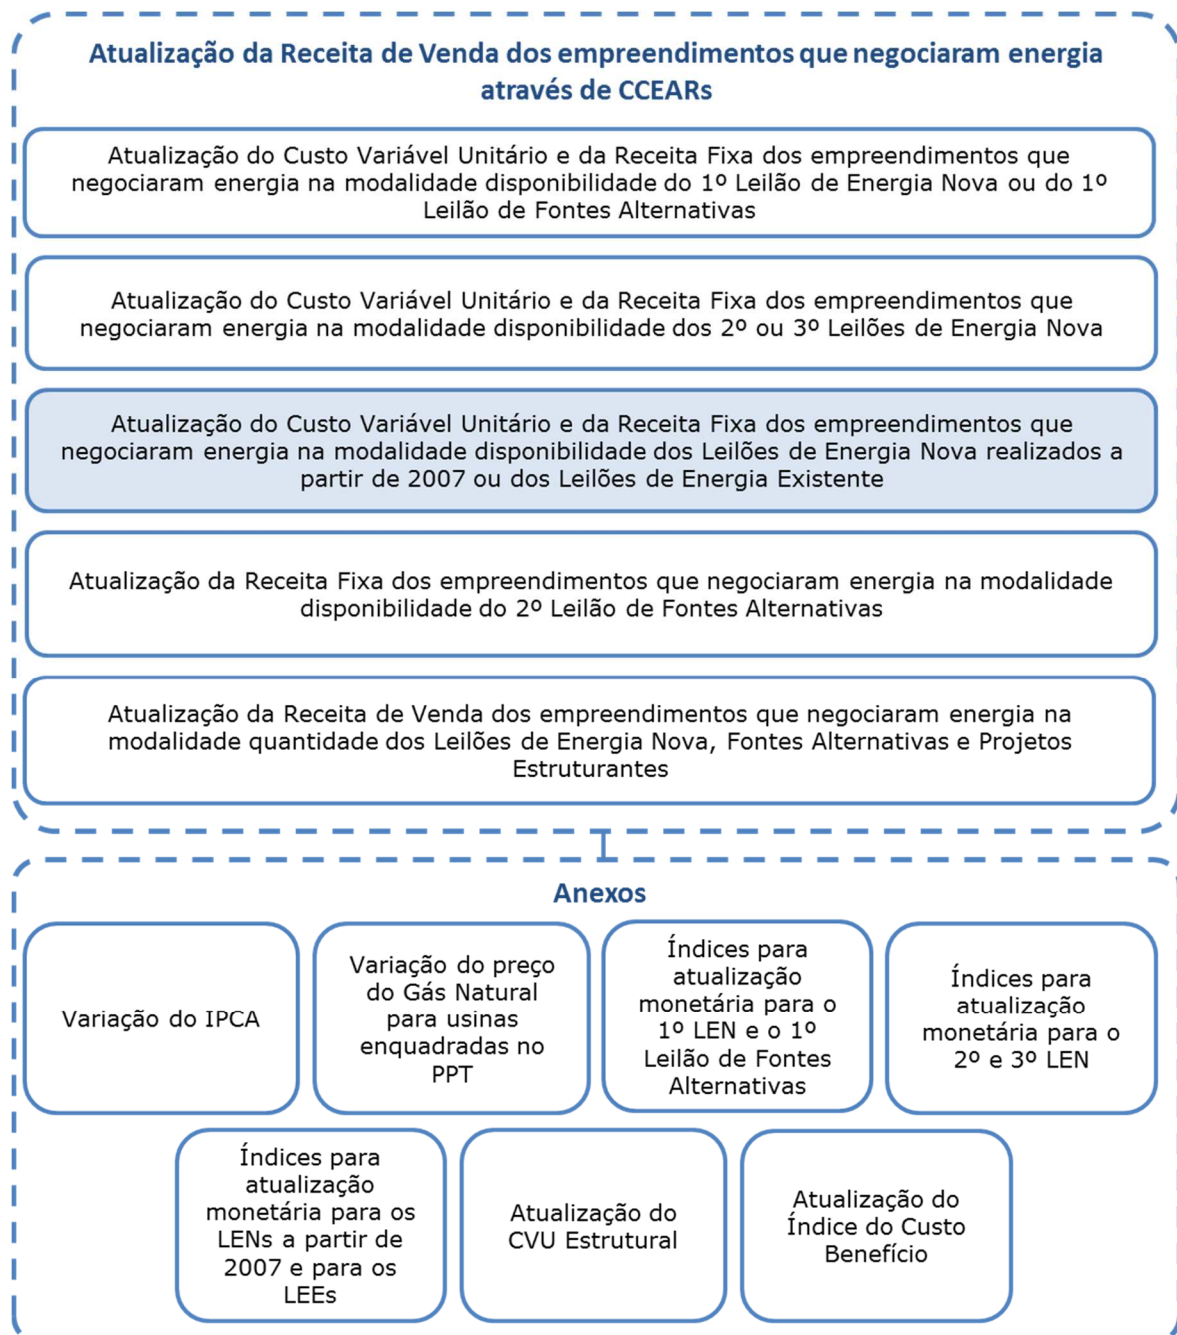 Atualização da Receita de Venda dos empreendimentos que negociaram energia
através de CCEARs
Atualização do Custo Variável Unitário e da Receita Fixa dos empreendimentos que
negociaram energia na modalidade disponibilidade do 1º Leilão de Energia Nova ou do 1º
Leilão de Fontes Alternativas
Atualização do Custo Variável Unitário e da Receita Fixa dos empreendimentos que
negociaram energia na modalidade disponibilidade dos 2º ou 3º Leilões de Energia Nova
Atualização do Custo Variável Unitário e da Receita Fixa dos empreendimentos que
negociaram energia na modalidade disponibilidade dos Leilões de Energia Nova realizados a
partir de 2007 ou dos Leilões de Energia Existente
Atualização da Receita Fixa dos empreendimentos que negociaram energia na modalidade
disponibilidade do 2º Leilão de Fontes Alternativas
Atualização da Receita de Venda dos empreendimentos que negociaram energia na
modalidade quantidade dos Leilões de Energia Nova, Fontes Alternativas e Projetos
Estruturantes
Anexos
Variação do IPCA
Variação do preço
do Gás Natural
para usinas
enquadradas no
PPT
Índices para
atualização
monetária para o
1º LEN e o 1º
Leilão de Fontes
Alternativas
Índices para
atualização
monetária para o
2º e 3º LEN
Índices para
atualização
monetária para os
LENs a partir de
2007 e para os
LEEs
Atualização do
CVU Estrutural
Atualização do
Índice do Custo
Benefício